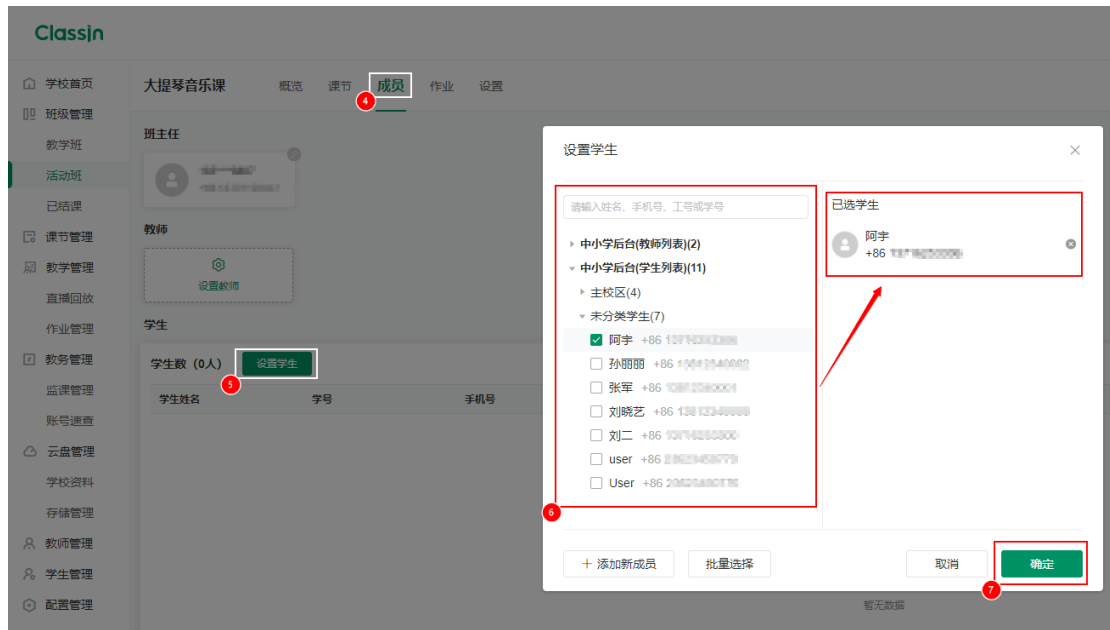 Classin
学校首页
班级管理
教学班
活动班
已结课
课节管理
教学管理
直播回放
作业管理
教务管理
监课管理
账号速查
云盘管理
学校资料
存储管理
教师管理
学生管理
配置管理
大提琴音乐课 概览 课节 成员 作业 设置
4
班主任
教师
设置教师
学生
学生数（0人） 设置学生
5
学生姓名 学号 手机号
暂无数据
设置学生
请输入姓名、手机号、工号或学号
中小学后台(教师列表)(2)
中小学后台(学生列表)(11)
主校区(4)
未分类学生(7)
阿宇 +86
孙丽丽 +86
张军 +86
刘晓艺 +86
刘二 +86
user +86
User +86
6
已选学生
阿宇
+86
添加新成员 批量选择 取消 确定
7